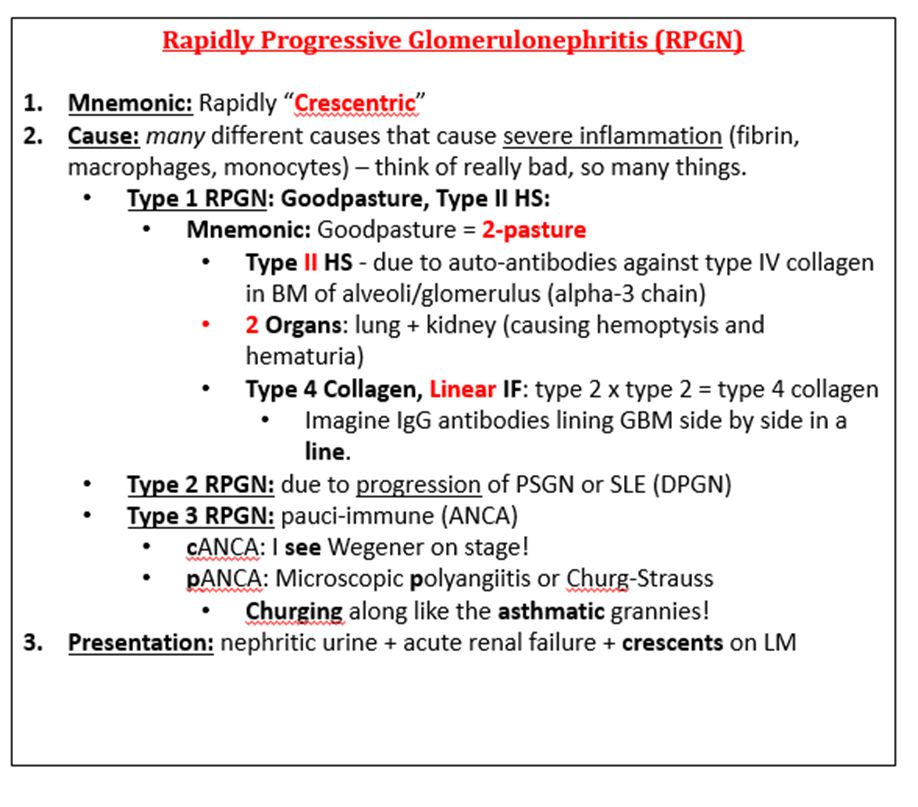 Rapidly Progressive Glomerulonephritis (RPGN)
1. Mnemonic: Rapidly “Crescentric”
2. Cause: many different causes that cause severe inflammation (fibrin,
macrophages, monocytes) – think of really bad, so many things.
• Type 1 RPGN: Goodpasture, Type II HS:
• Mnemonic: Goodpasture = 2-pasture
• Type II HS - due to auto-antibodies against type IV collagen
in BM of alveoli/glomerulus (alpha-3 chain)
• 2 Organs: lung + kidney (causing hemoptysis and
hematuria)
• Type 4 Collagen, Linear IF: type 2 x type 2 = type 4 collagen
• Imagine IgG antibodies lining GBM side by side in a
line.
• Type 2 RPGN: due to progression of PSGN or SLE (DPGN)
• Type 3 RPGN: pauci-immune (ANCA)
• cANCA: I see Wegener on stage!
• pANCA: Microscopic polyangiitis or Churg-Strauss
• Churging along like the asthmatic grannies!
3. Presentation: nephritic urine + acute renal failure + crescents on LM